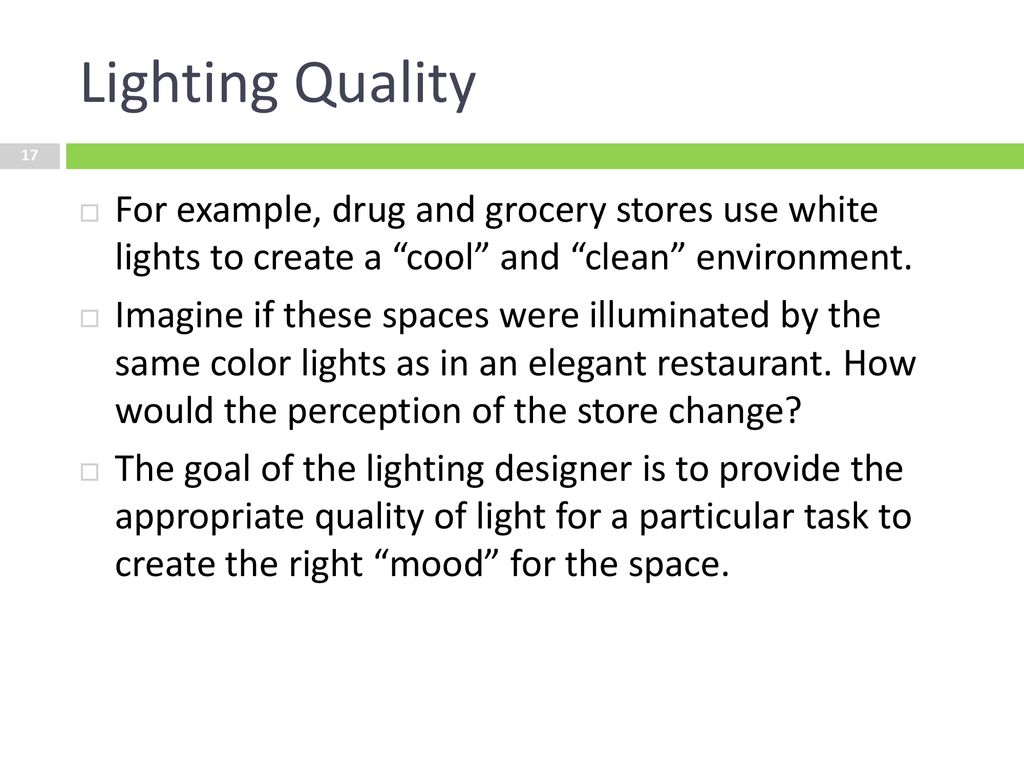 Lighting Quality
17
For example, drug and grocery stores use white
lights to create a “cool” and “clean” environment.
Imagine if these spaces were illuminated by the
same color lights as in an elegant restaurant. How
would the perception of the store change?
The goal of the lighting designer is to provide the
appropriate quality of light for a particular task to
create the right “mood” for the space.